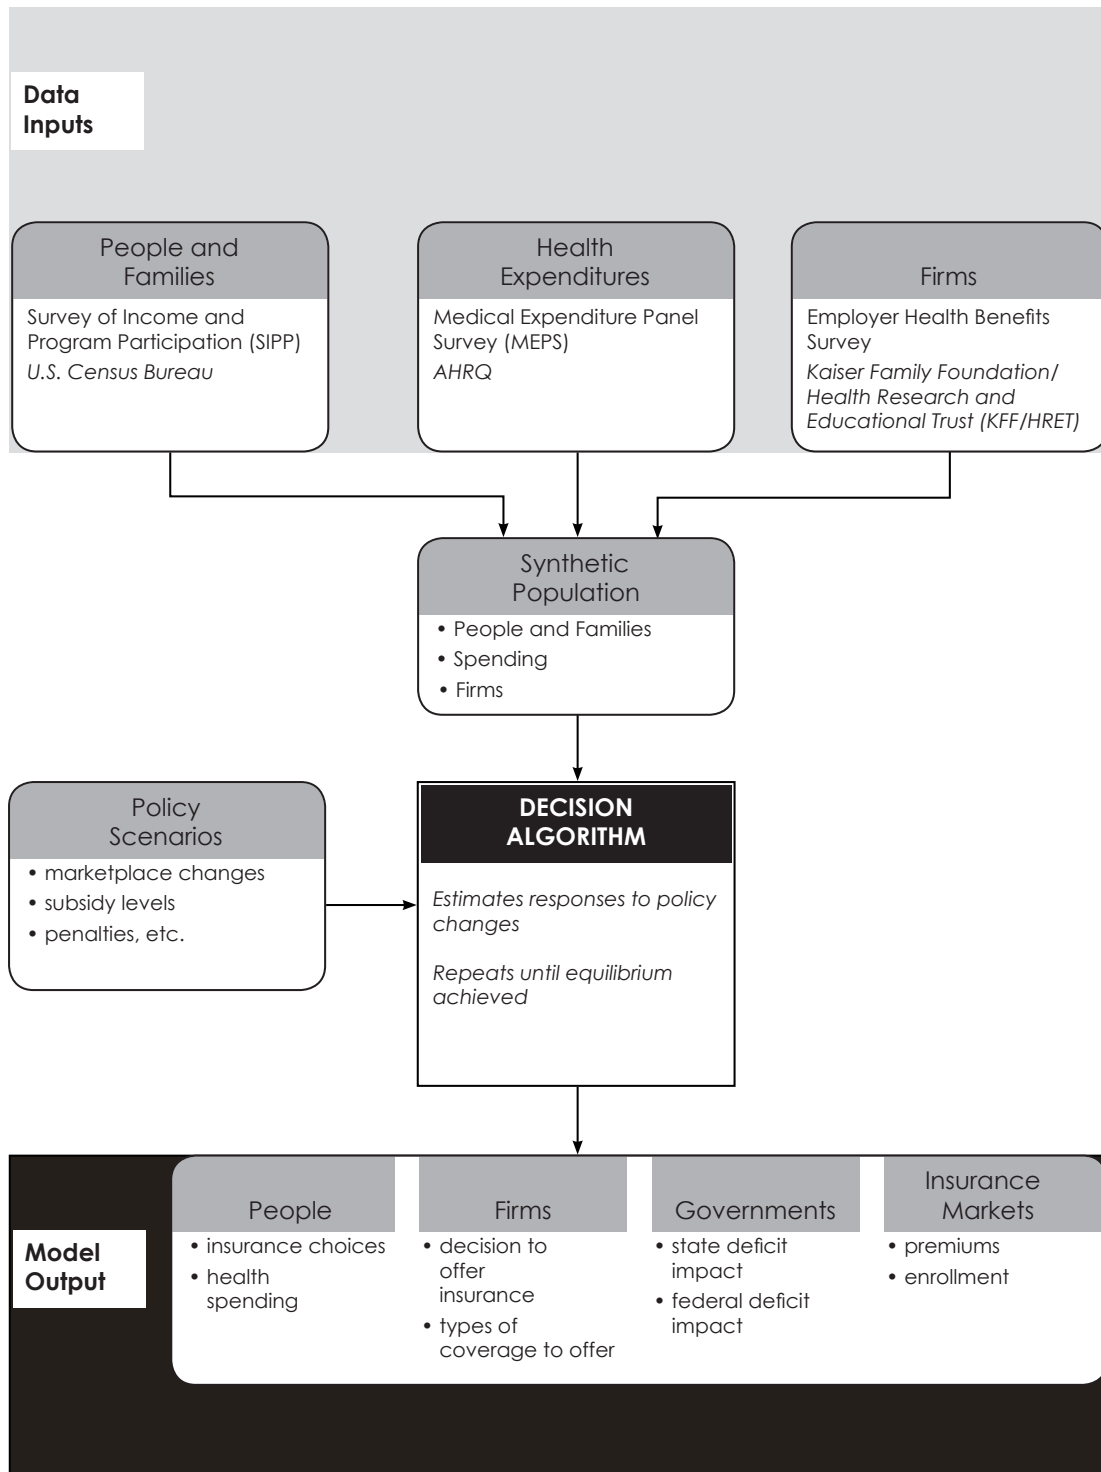 Data
Inputs
People and
Families
Survey of Income and
Program Participation (SIPP)
U.S. Census Bureau
Health
Expenditures
Medical Expenditure Panel
Survey (MEPS)
AHRQ
Firms
Employer Health Benefits
Survey
Kaiser Family Foundation/
Health Research and
Educational Trust (KFF/HRET)
Synthetic
Population
• People and Families
• Spending
• Firms
Policy
Scenarios
• marketplace changes
• subsidy levels
• penalties, etc.
DECISION
ALGORITHM
Estimates responses to policy
changes
Repeats until equilibrium
achieved
Model
Output
People
• insurance choices
• health
spending
Firms
• decision to
offer
insurance
• types of
coverage to offer
Governments
• state deficit
impact
• federal deficit
impact
Insurance
Markets
• premiums
• enrollment